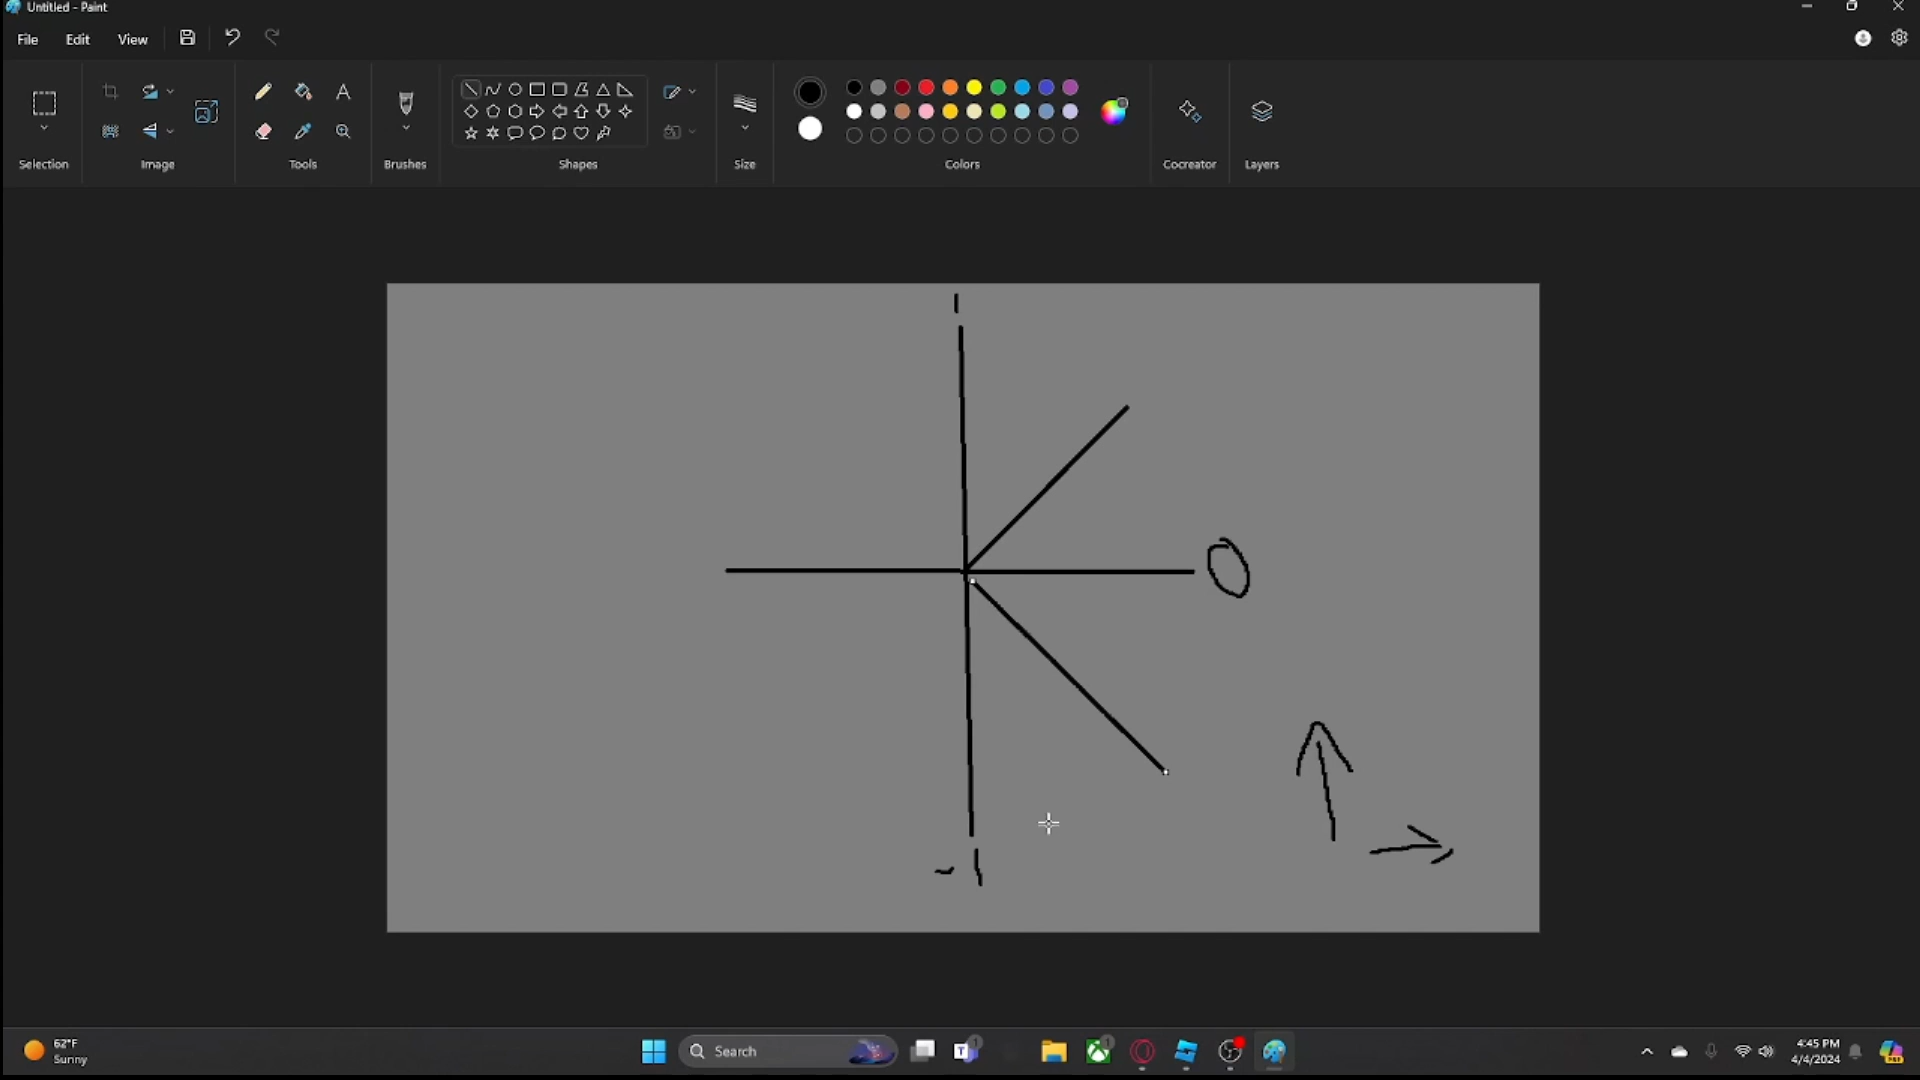 Untitled - Paint
File Edit View
Selection Image Tools Brushes Shapes Size Colors Cocreator Layers
1
0
-1
62°F
Sunny
Search
4:45 PM
4/4/2024